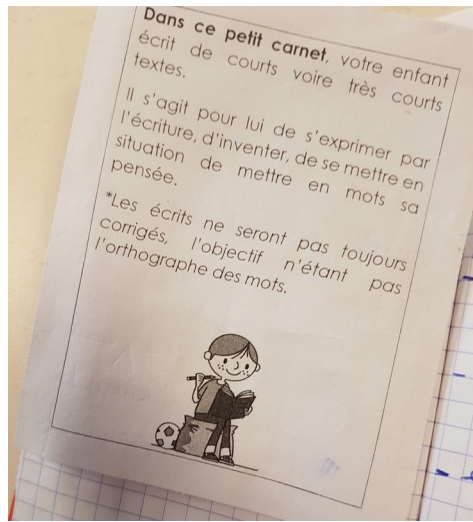 Dans ce petit carnet, votre enfant
écrit de courts voire très courts
textes.
Il s'agit pour lui de s'exprimer par
l'écriture, d'inventer, de se mettre en
situation de mettre en mots sa
pensée.
*Les écrits ne seront pas toujours
corrigés, l'objectif n'étant pas
l'orthographe des mots.